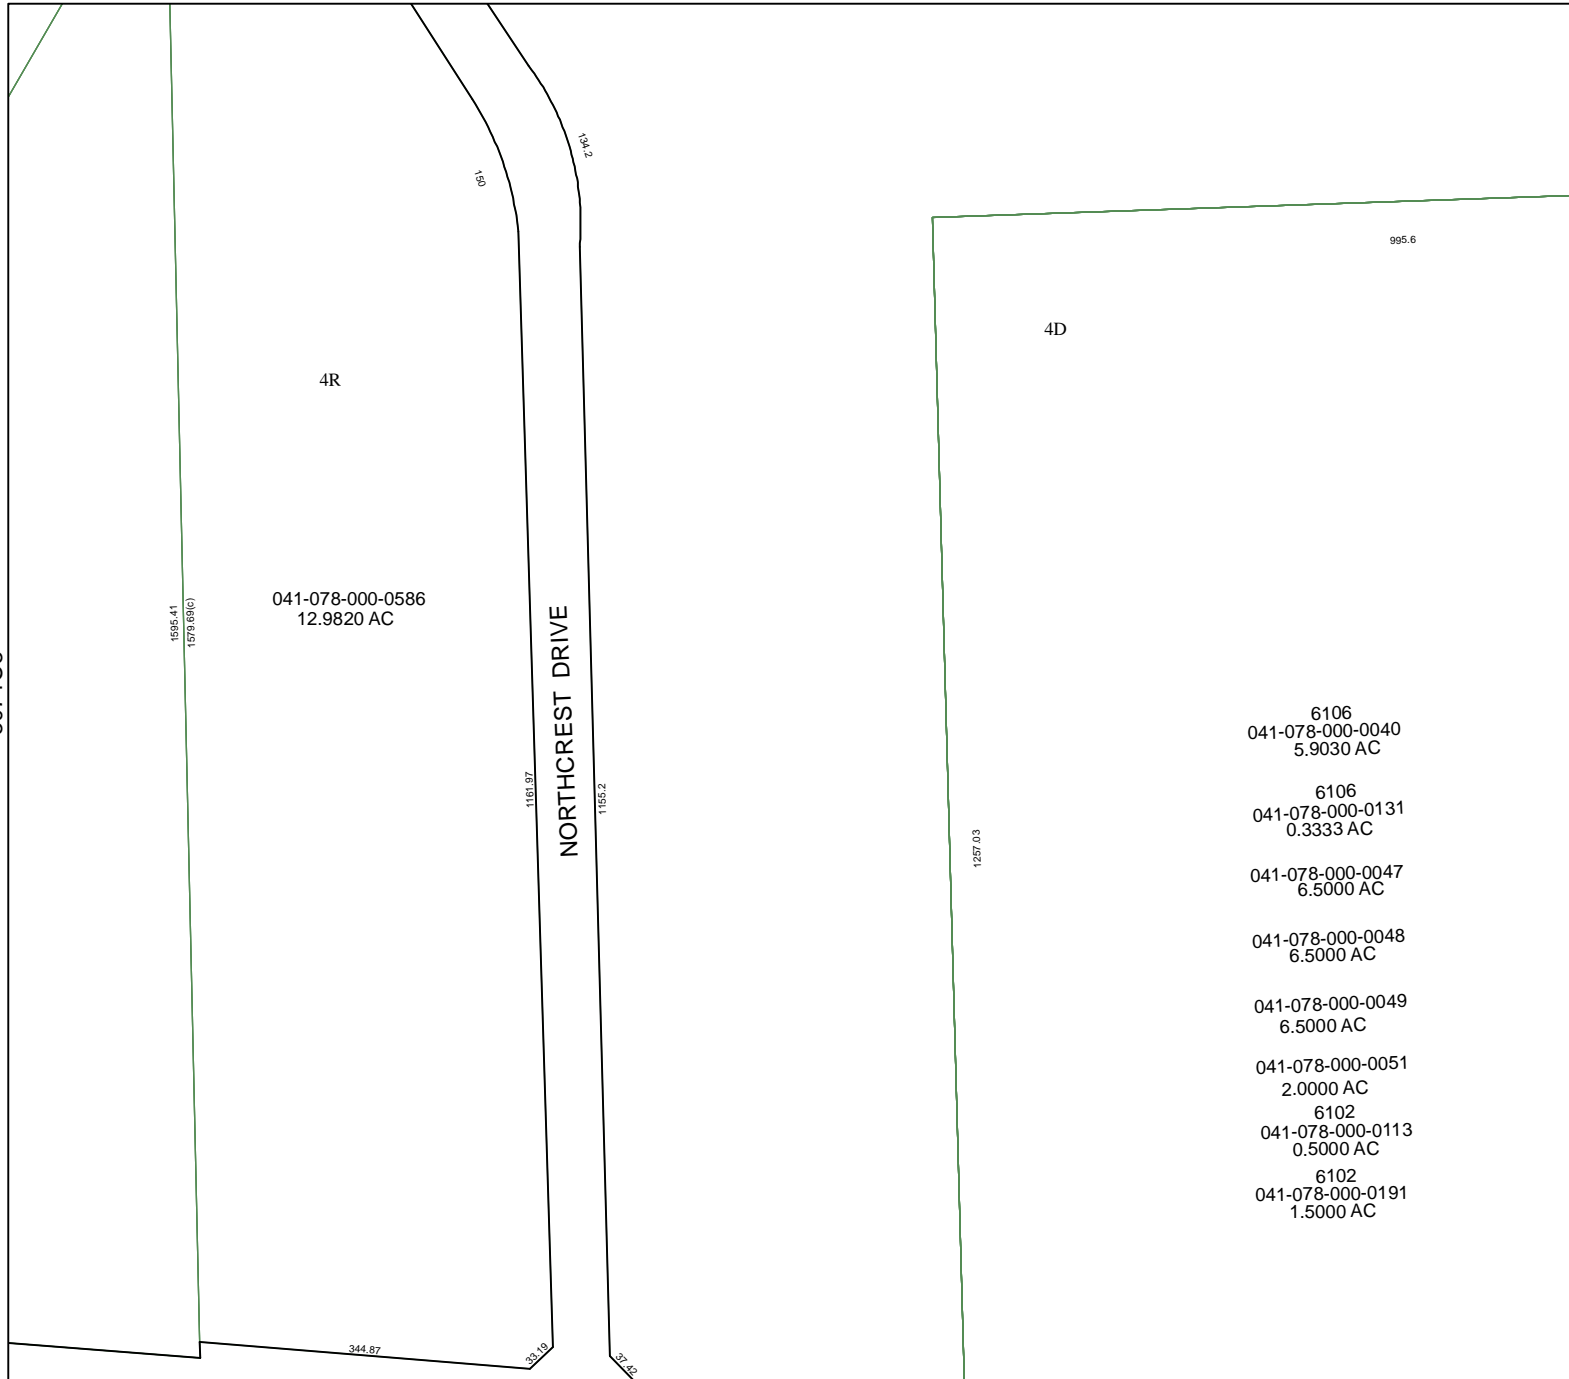 134.2
150
995.6
4D
4R
1595.41
1579.69(c)
041-078-000-0586
12.9820 AC
NORTHCREST DRIVE
1161.97
1155.2
1257.03
6106
041-078-000-0040
5.9030 AC
6106
041-078-000-0131
0.3333 AC
041-078-000-0047
6.5000 AC
041-078-000-0048
6.5000 AC
041-078-000-0049
6.5000 AC
041-078-000-0051
2.0000 AC
6102
041-078-000-0113
0.5000 AC
6102
041-078-000-0191
1.5000 AC
344.87
33.19
37.42